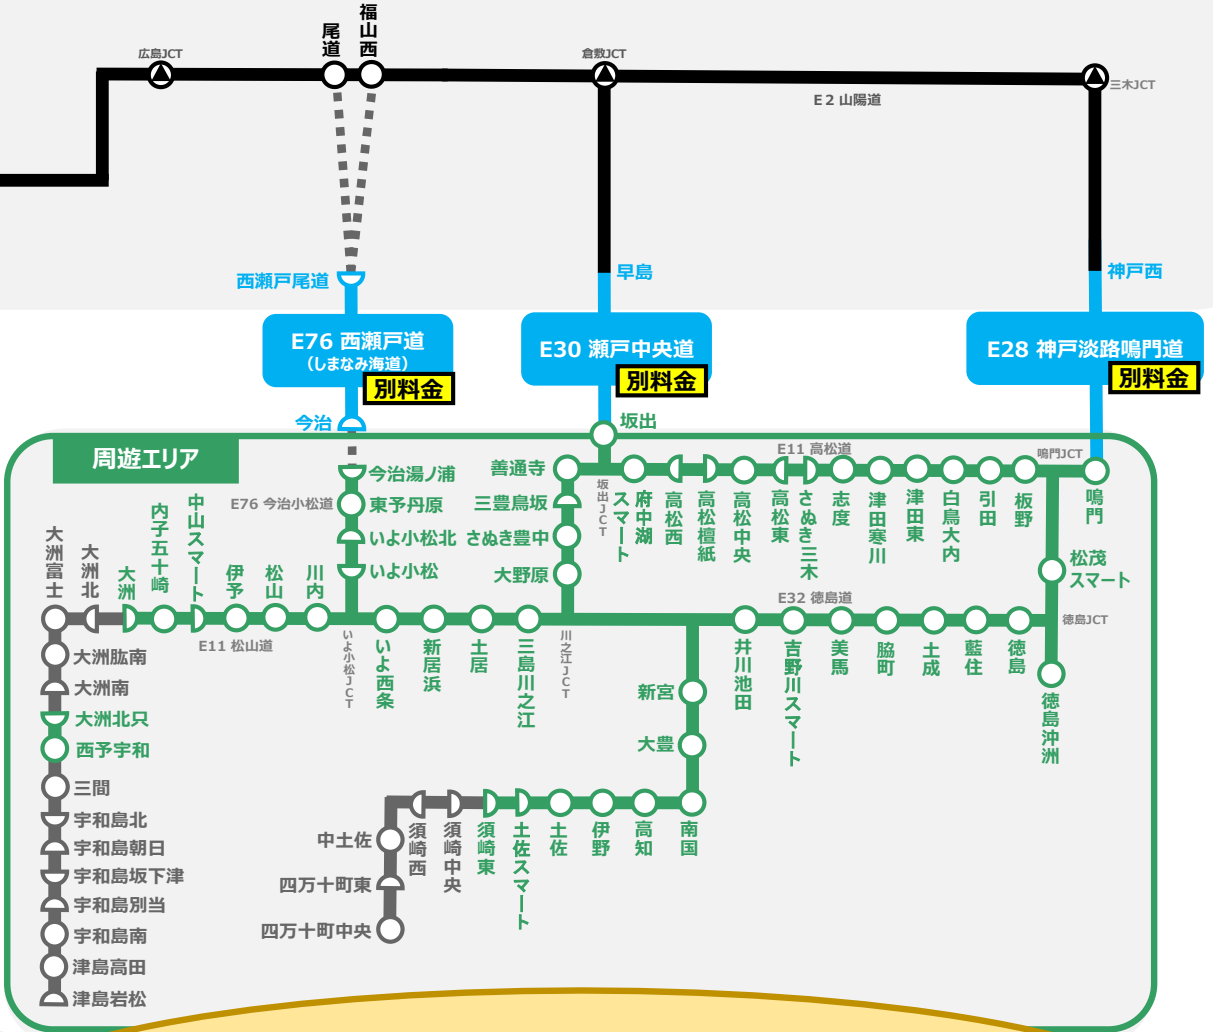 福山西
尾道
広島JCT
倉敷JCT
三木JCT
E2 山陽道
西瀬戸尾道
早島
神戸西
E76 西瀬戸道
（しまなみ海道）
別料金
E30 瀬戸中央道
別料金
E28 神戸淡路鳴門道
別料金
今治
坂出
周遊エリア
E11 高松道
鳴門JCT
今治湯ノ浦
E76 今治小松道
東予丹原
いよ小松北
いよ小松
善通寺
三豊鳥坂
さぬき豊中
大野原
坂出JCT
府中湖
スマート
高松西
高松檀紙
高松中央
高松東
さぬき三木
志度
津田寒川
津田東
白鳥大内
引田
板野
鳴門
松茂
スマート
E32 徳島道
徳島JCT
大洲富士
大洲北
大洲
内子五十崎
中山スマート
伊予
松山
川内
E11 松山道
いよ小松JCT
いよ西条
新居浜
土居
三島川之江
川之江JCT
井川池田
吉野川スマート
美馬
脇町
土成
藍住
徳島
徳島沖洲
大洲肱南
大洲南
大洲北只
西予宇和
三間
宇和島北
宇和島朝日
宇和島坂下津
宇和島別当
宇和島南
津島高田
津島岩松
新宮
大豊
南国
高知
伊野
土佐
土佐スマート
須崎東
須崎中央
須崎西
中土佐
四万十町東
四万十町中央